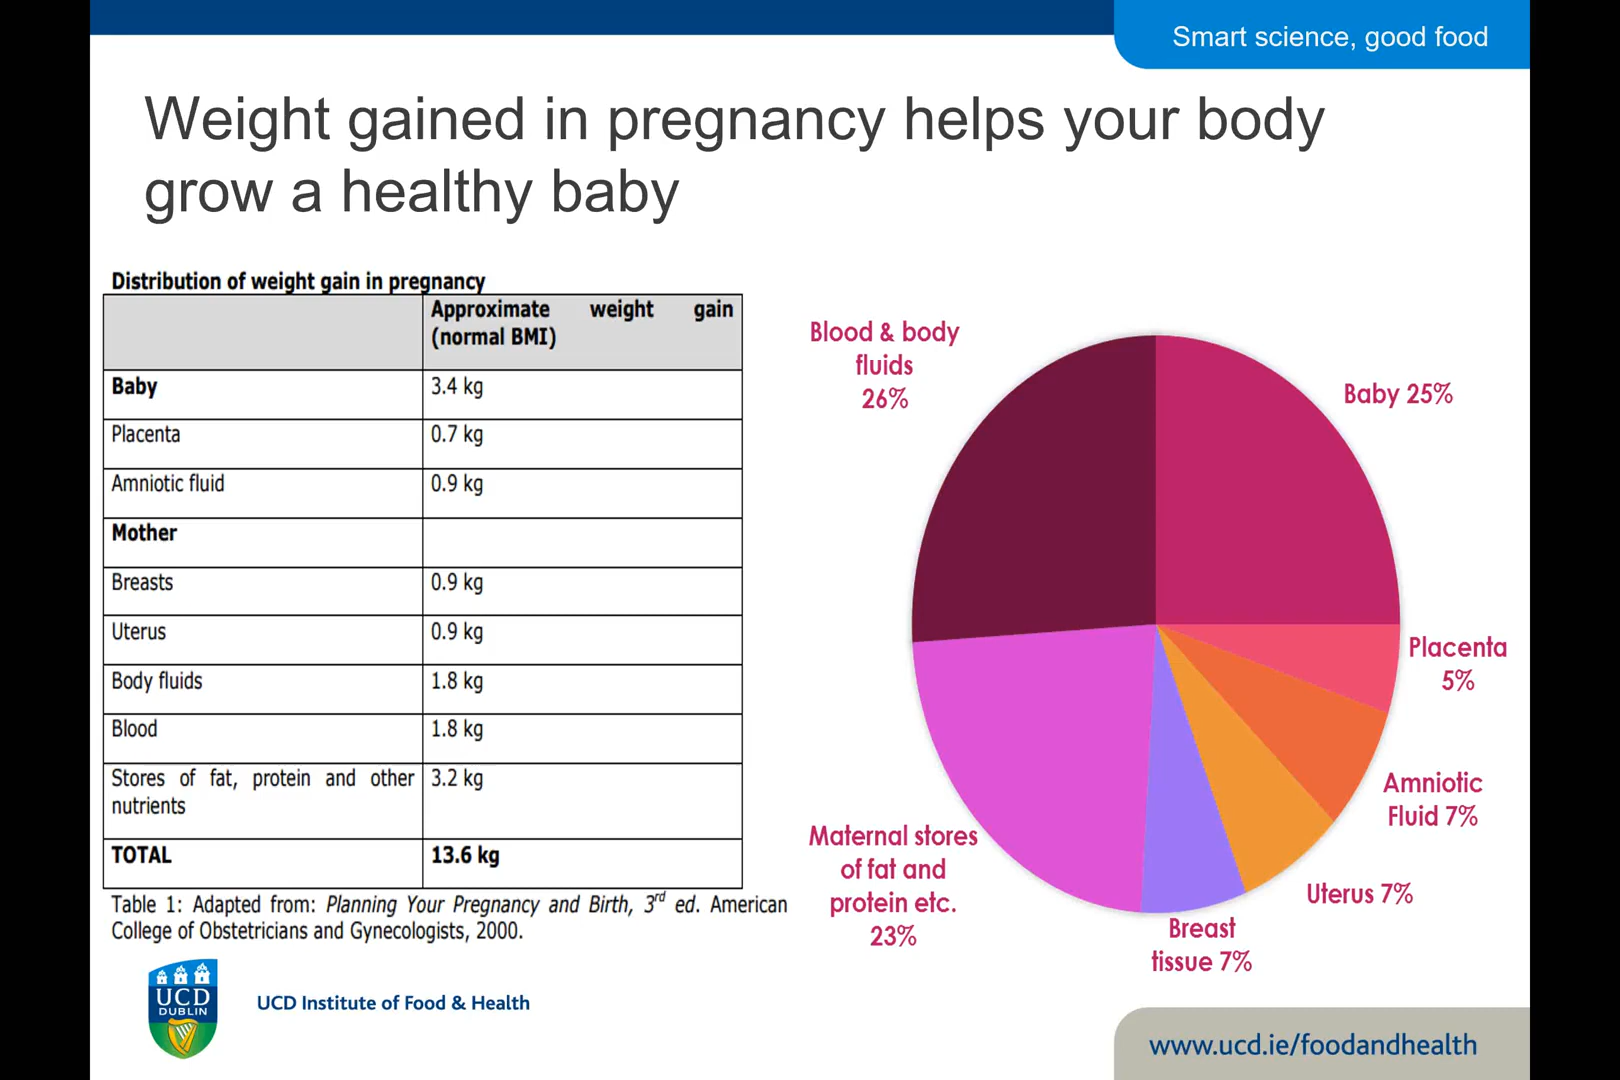 Smart science, good food
Weight gained in pregnancy helps your body
grow a healthy baby
Distribution of weight gain in pregnancy
Approximate weight gain
(normal BMI)
Baby 3.4 kg
Placenta 0.7 kg
Amniotic fluid 0.9 kg
Mother
Breasts 0.9 kg
Uterus 0.9 kg
Body fluids 1.8 kg
Blood 1.8 kg
Stores of fat, protein and other 3.2 kg
nutrients
TOTAL 13.6 kg
Table 1: Adapted from: Planning Your Pregnancy and Birth, 3rd ed. American
College of Obstetricians and Gynecologists, 2000.
Blood & body
fluids
26%
Baby 25%
Placenta
5%
Amniotic
Fluid 7%
Uterus 7%
Breast
tissue 7%
Maternal stores
of fat and
protein etc.
23%
UCD
DUBLIN
UCD Institute of Food & Health
www.ucd.ie/foodandhealth